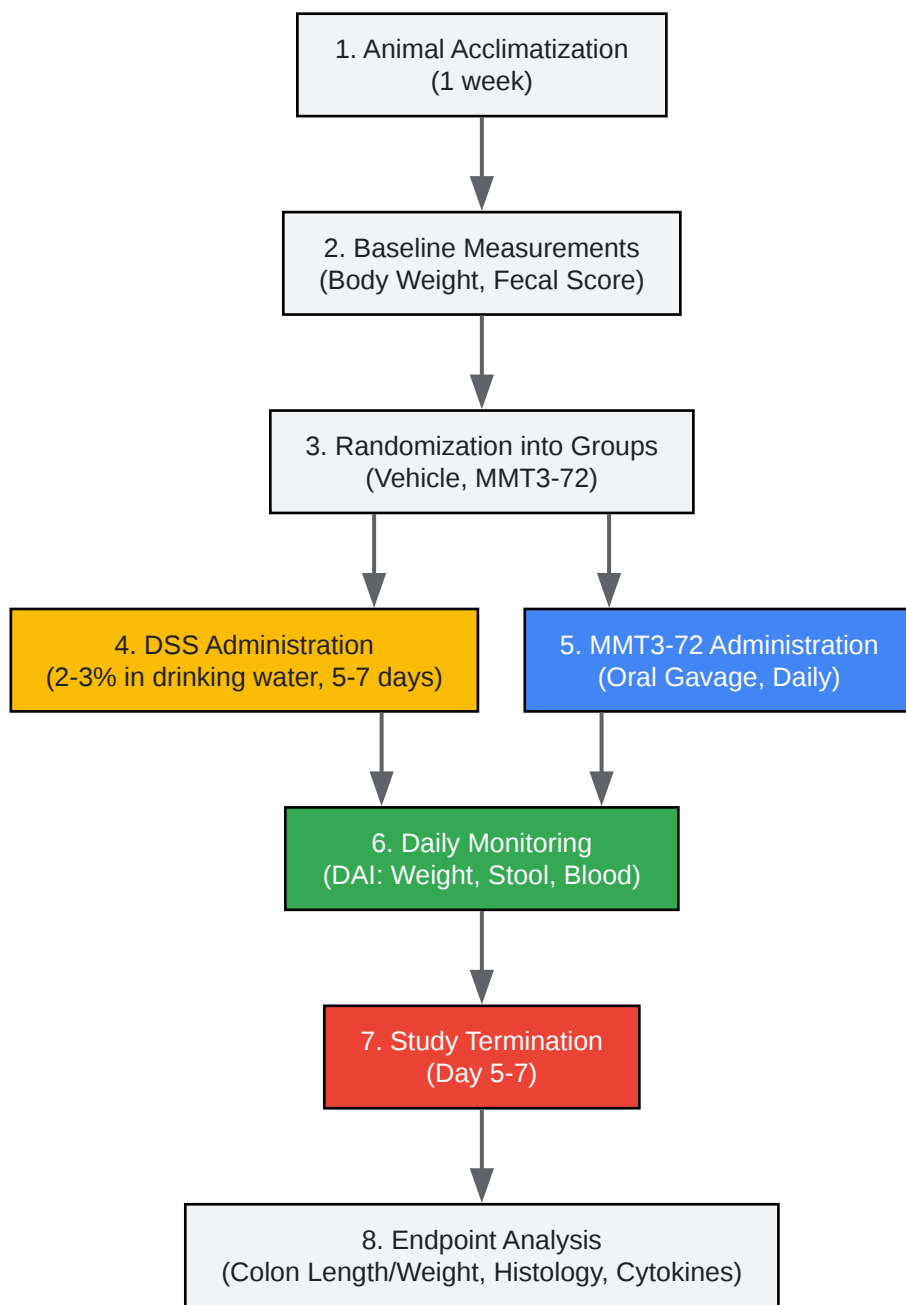 1. Animal Acclimatization
(1 week)
2. Baseline Measurements
(Body Weight, Fecal Score)
3. Randomization into Groups
(Vehicle, MMT3-72)
4. DSS Administration
(2-3% in drinking water, 5-7 days)
5. MMT3-72 Administration
(Oral Gavage, Daily)
6. Daily Monitoring
(DAI: Weight, Stool, Blood)
7. Study Termination
(Day 5-7)
8. Endpoint Analysis
(Colon Length/Weight, Histology, Cytokines)